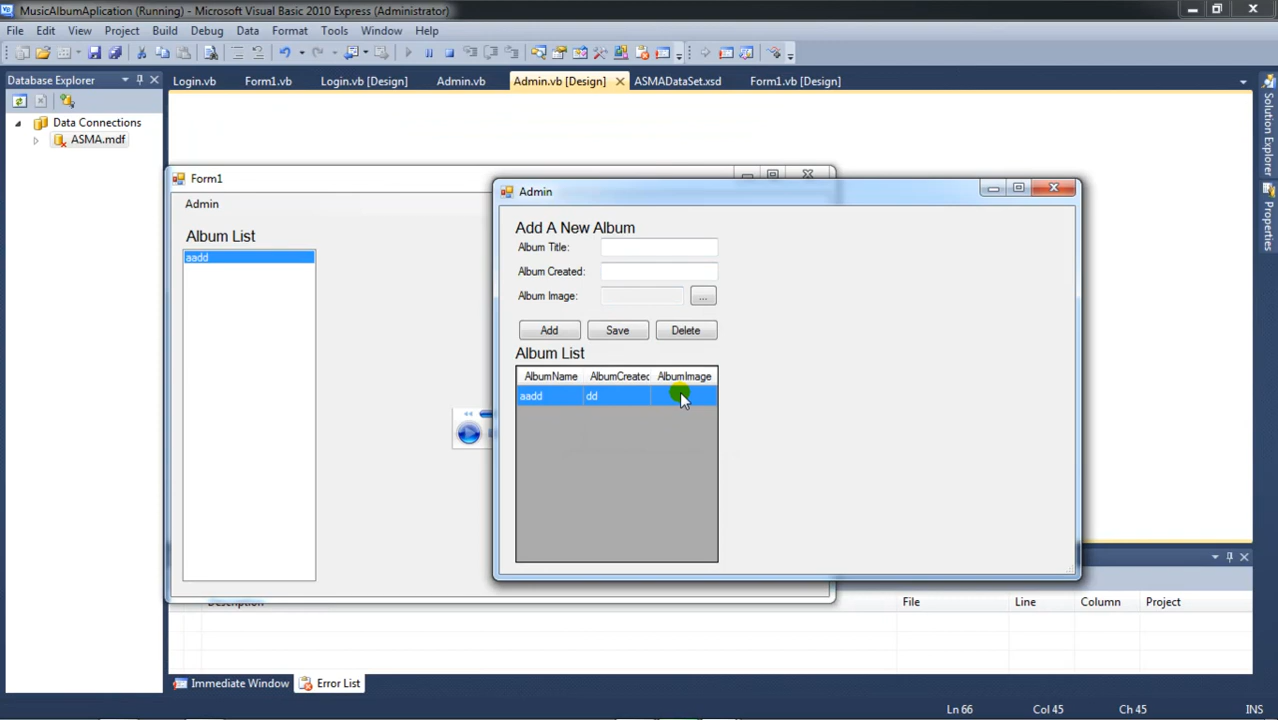 MusicAlbumAplication (Running) - Microsoft Visual Basic 2010 Express (Administrator)
File Edit View Project Build Debug Data Format Tools Window Help
Database Explorer
Login.vb Form1.vb Login.vb [Design] Admin.vb Admin.vb [Design] ASMADataSet.xsd Form1.vb [Design]
Data Connections
ASMA.mdf
Solution Explorer
Properties
Form1
Admin
Album List
aadd
Admin
Add A New Album
Album Title:
Album Created:
Album Image:
...
Add Save Delete
Album List
AlbumName AlbumCreated AlbumImage
aadd dd
Description File Line Column Project
Immediate Window Error List
Ln 66 Col 45 Ch 45 INS